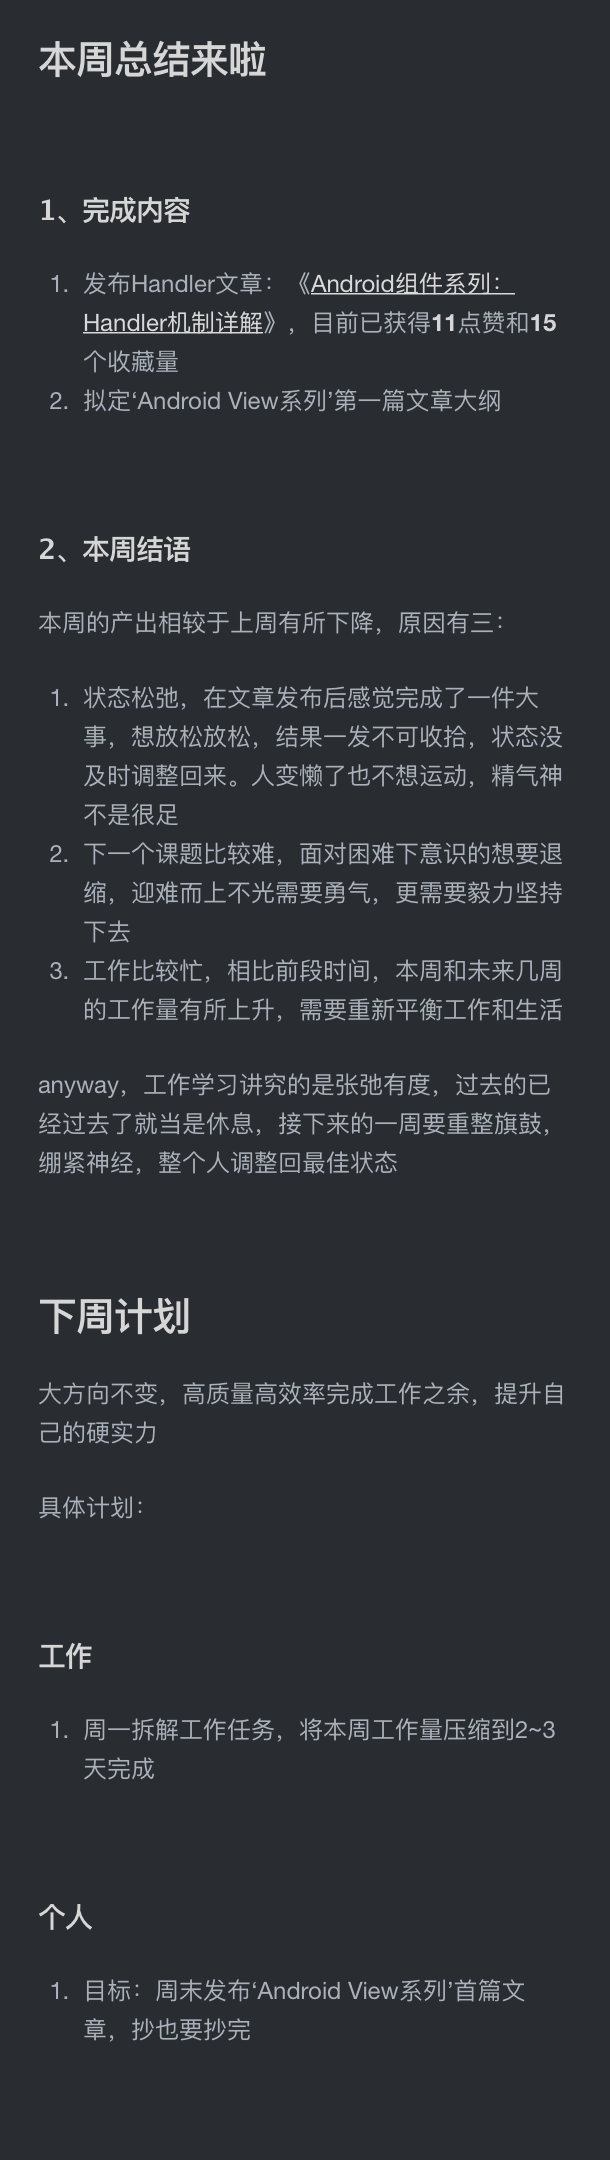 本周总结来啦
1、完成内容
1. 发布Handler文章：《Android组件系列：
Handler机制详解》，目前已获得11点赞和15
个收藏量
2. 拟定‘Android View系列’第一篇文章大纲
2、本周结语
本周的产出相较于上周有所下降，原因有三：
1. 状态松弛，在文章发布后感觉完成了一件大
事，想放松放松，结果一发不可收拾，状态没
及时调整回来。人变懒了也不想运动，精气神
不是很足
2. 下一个课题比较难，面对困难下意识的想要退
缩，迎难而上不光需要勇气，更需要毅力坚持
下去
3. 工作比较忙，相比前段时间，本周和未来几周
的工作量有所上升，需要重新平衡工作和生活
anyway，工作学习讲究的是张弛有度，过去的已
经过去了就当是休息，接下来的一周要重整旗鼓，
绷紧神经，整个人调整回最佳状态
下周计划
大方向不变，高质量高效率完成工作之余，提升自
己的硬实力
具体计划：
工作
1. 周一拆解工作任务，将本周工作量压缩到2~3
天完成
个人
1. 目标：周末发布‘Android View系列’首篇文
章，抄也要抄完